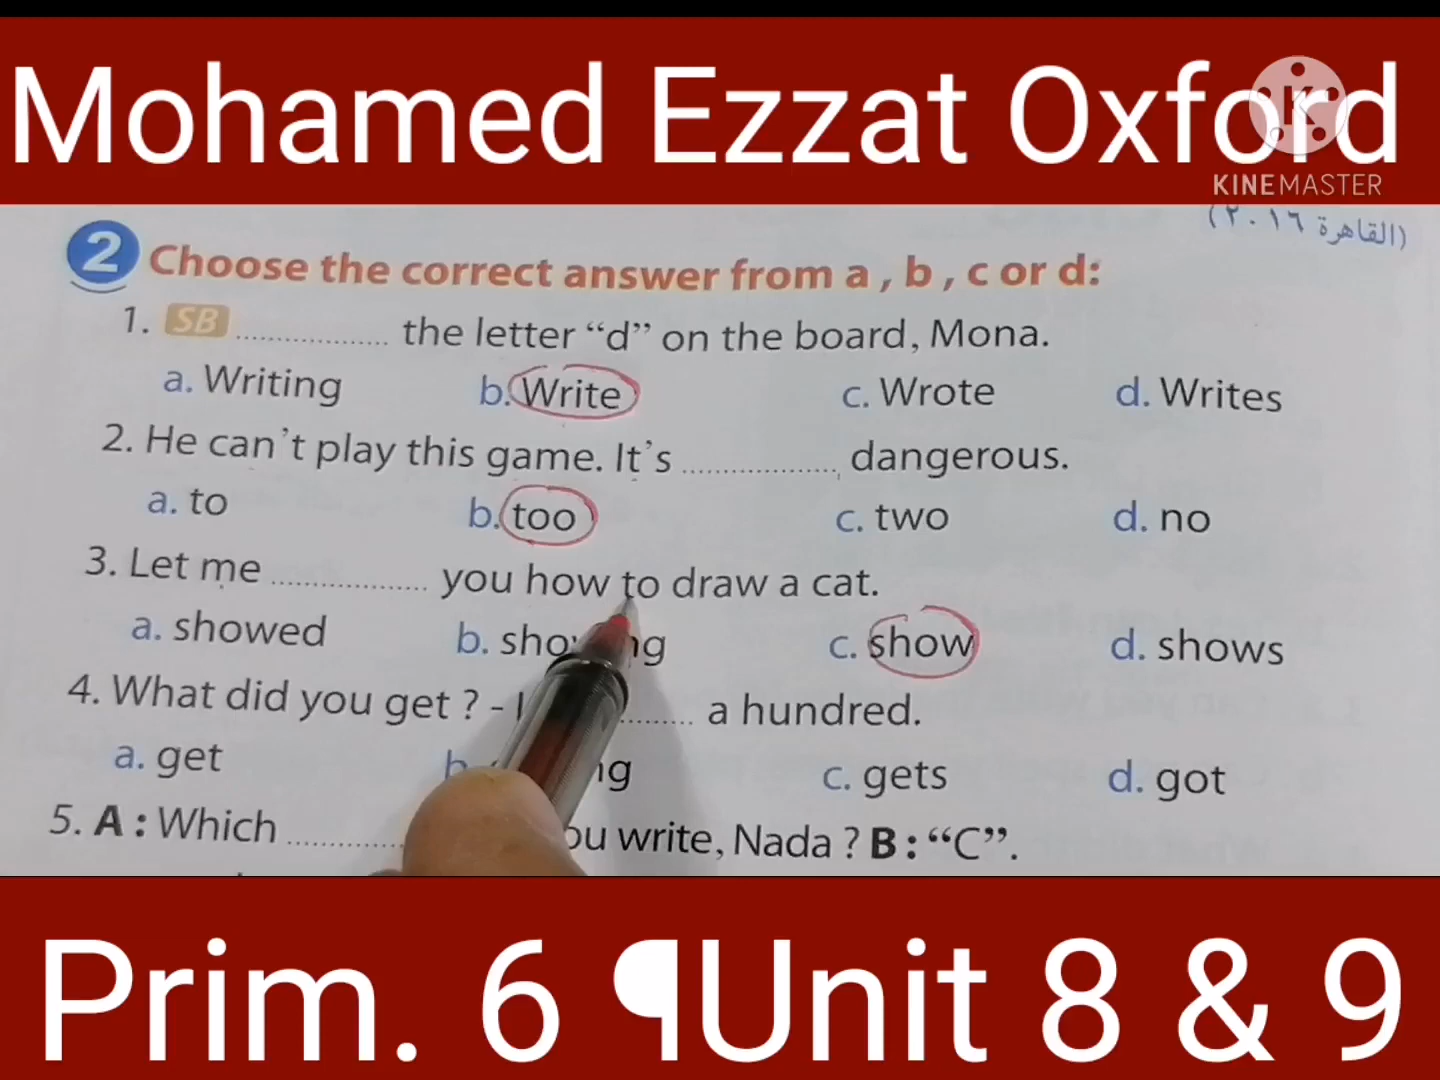 Mohamed Ezzat Oxford
KINEMASTER
(القاهرة ٢٠١٦)
2 Choose the correct answer from a , b , c or d:
1. SB .................. the letter “d” on the board, Mona.
a. Writing b. Write c. Wrote d. Writes
2. He can’t play this game. It’s .................. dangerous.
a. to b. too c. two d. no
3. Let me .................. you how to draw a cat.
a. showed b. c. show d. shows
4. What did you get ? - I ......... a hundred.
a. get b. c. gets d. got
5. A : Which ............. write, Nada ? B : “C”.
Prim. 6 ¶Unit 8 & 9